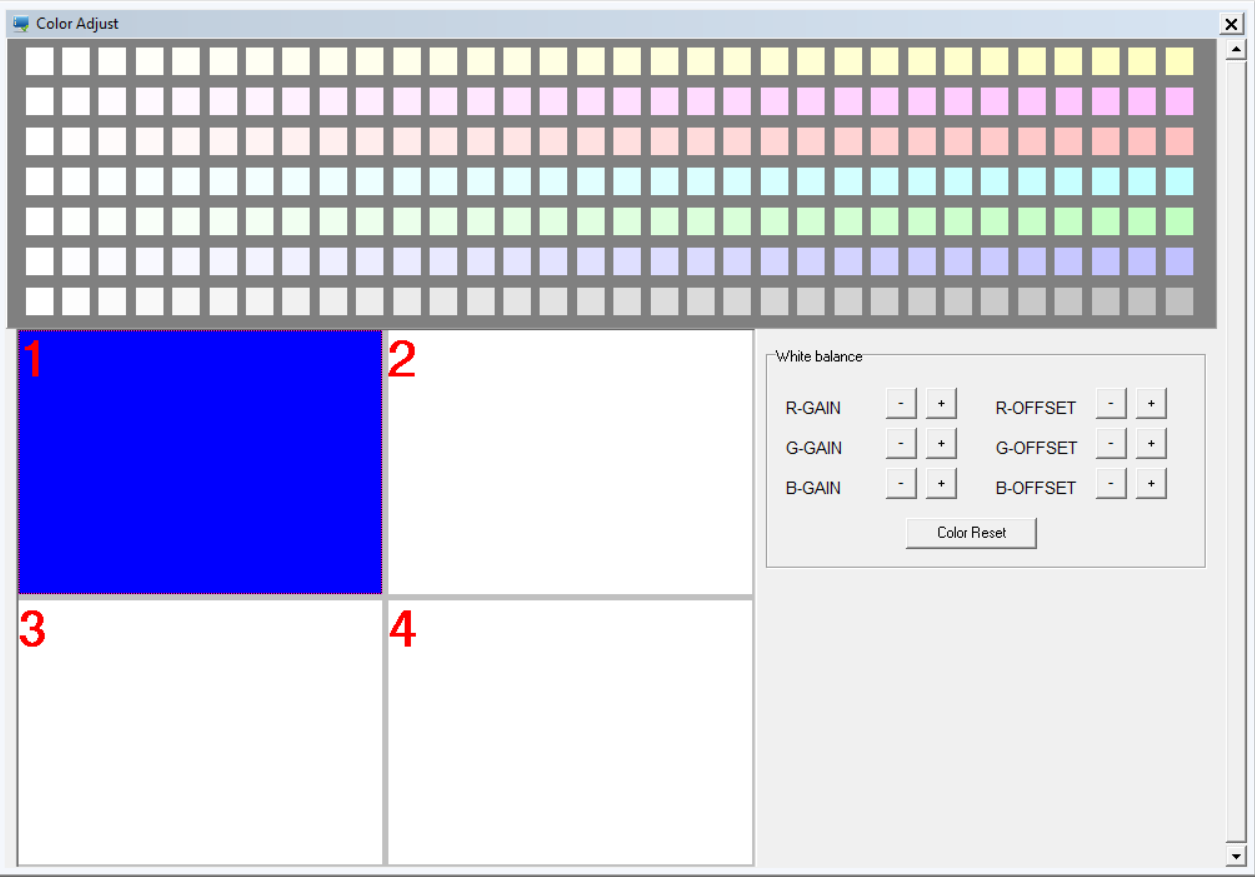 Color Adjust
1
2
White balance
R-GAIN - + R-OFFSET - +
G-GAIN - + G-OFFSET - +
B-GAIN - + B-OFFSET - +
Color Reset
3
4